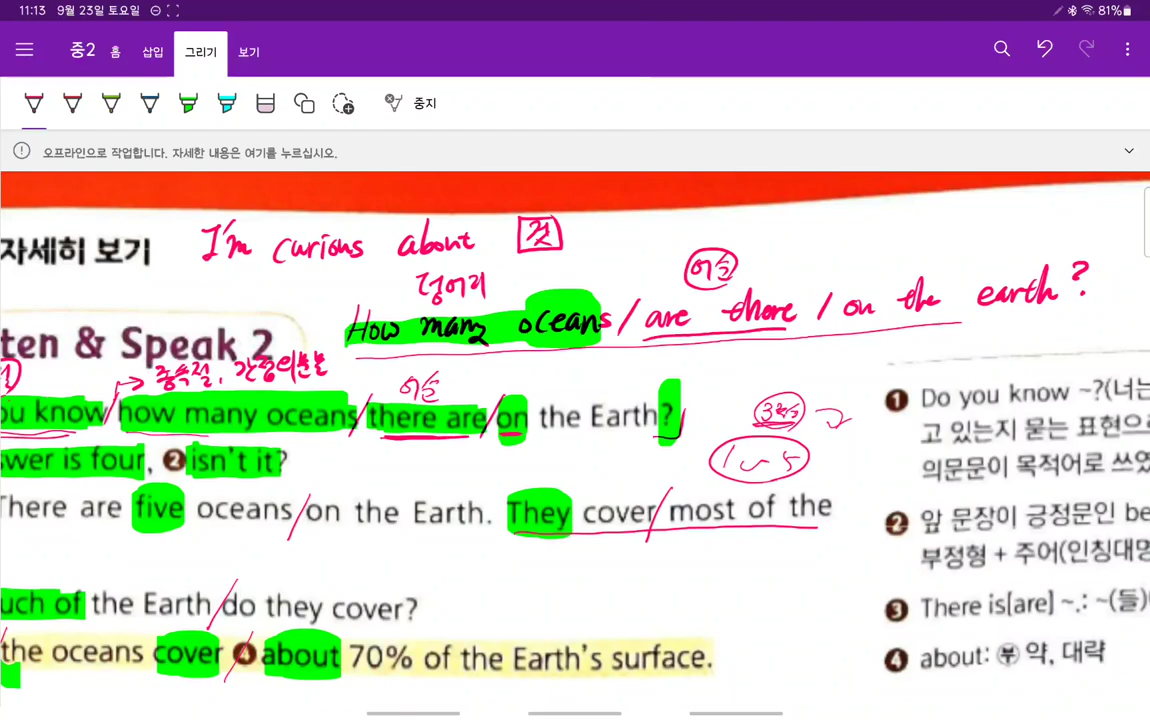 11:13 9월 23일 토요일 81%
중2 홈 삽입 그리기 보기
중지
오프라인으로 작업합니다. 자세한 내용은 여기를 누르십시오.
자세히 보기 I'm curious about 것
덩어리 어순
How many oceans / are there / on the earth?
ten & Speak 2
종속절, 간접의문문
어순
ou know / how many oceans / there are / on the Earth?
swer is four, ❷ isn't it?
There are five oceans / on the Earth. They cover / most of the
uch of the Earth / do they cover?
the oceans cover / ❹ about 70% of the Earth's surface.
1 ~ 5
❶ Do you know ~?(너는
고 있는지 묻는 표현으로
의문문이 목적어로 쓰였
❷ 앞 문장이 긍정문인 be
부정형 + 주어(인칭대명
❸ There is[are] ~.: ~(들)
❹ about: 부 약, 대략